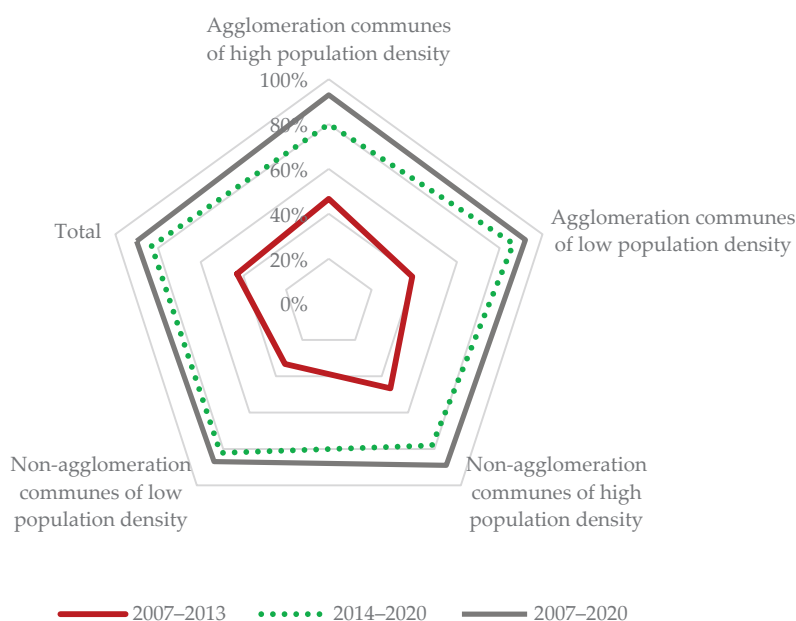 Agglomeration communes
of high population density
100%
80%
60%
40%
20%
0%
Total
Agglomeration communes
of low population density
Non-agglomeration
communes of low
population density
Non-agglomeration
communes of high
population density
2007–2013
2014–2020
2007–2020